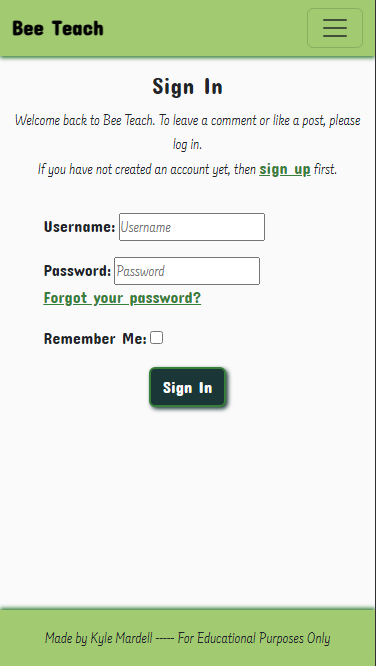 Bee Teach
Sign In
Welcome back to Bee Teach. To leave a comment or like a post, please
log in.
If you have not created an account yet, then sign up first.
Username: Username
Password: Password
Forgot your password?
Remember Me:
Sign In
Made by Kyle Mardell ----- For Educational Purposes Only